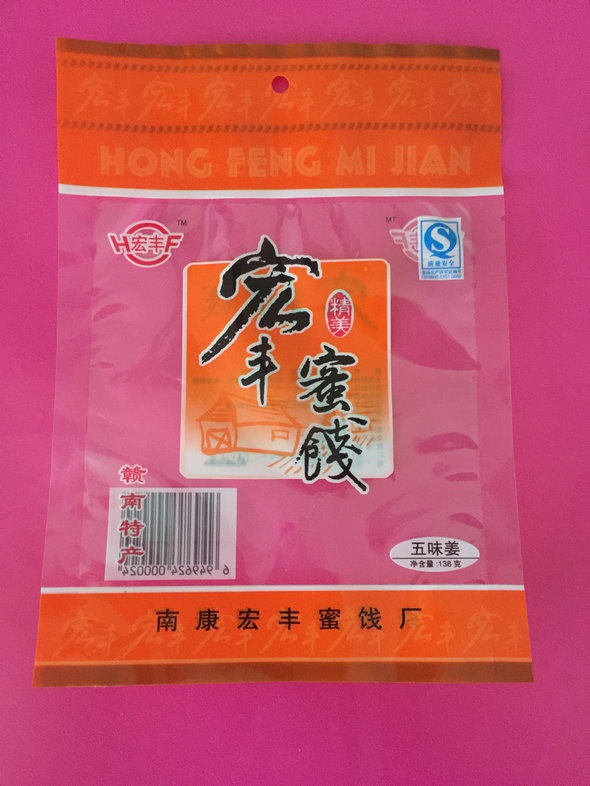 宏丰 宏丰 宏丰 宏丰 宏丰
HONG FENG MI JIAN
H宏丰F
TM
质量安全
宏丰
精美
蜜饯
赣南特产
6 949624 000024
五味姜
净含量:138克
南康宏丰蜜饯厂